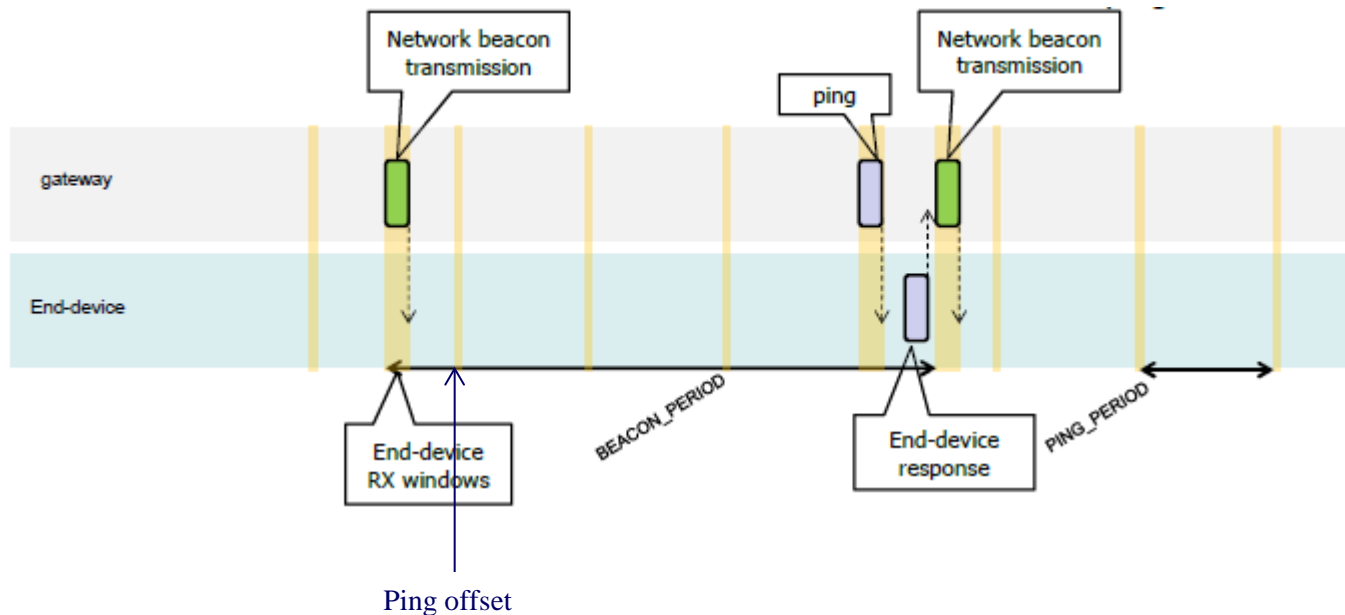 Network beacon
transmission
Network beacon
transmission
ping
gateway
End-device
BEACON_PERIOD
PING_PERIOD
End-device
RX windows
End-device
response
Ping offset